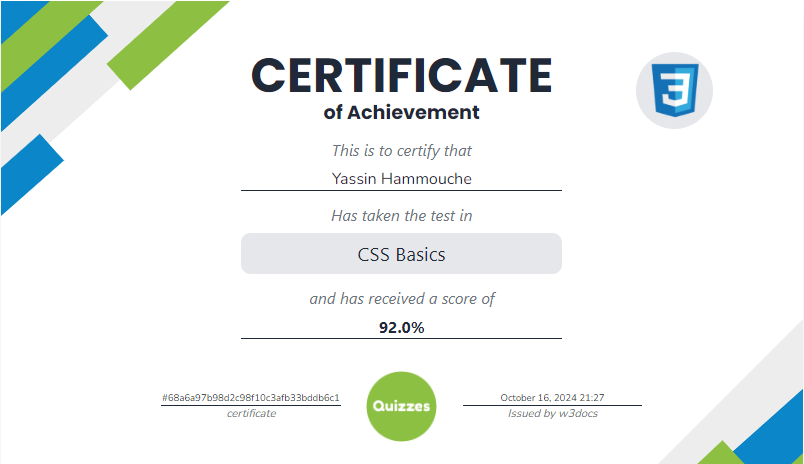 CERTIFICATE
of Achievement
This is to certify that
Yassin Hammouche
Has taken the test in
CSS Basics
and has received a score of
92.0%
#68a6a97b98d2c98f10c3afb33bddb6c1
certificate
Quizzes
October 16, 2024 21:27
Issued by w3docs